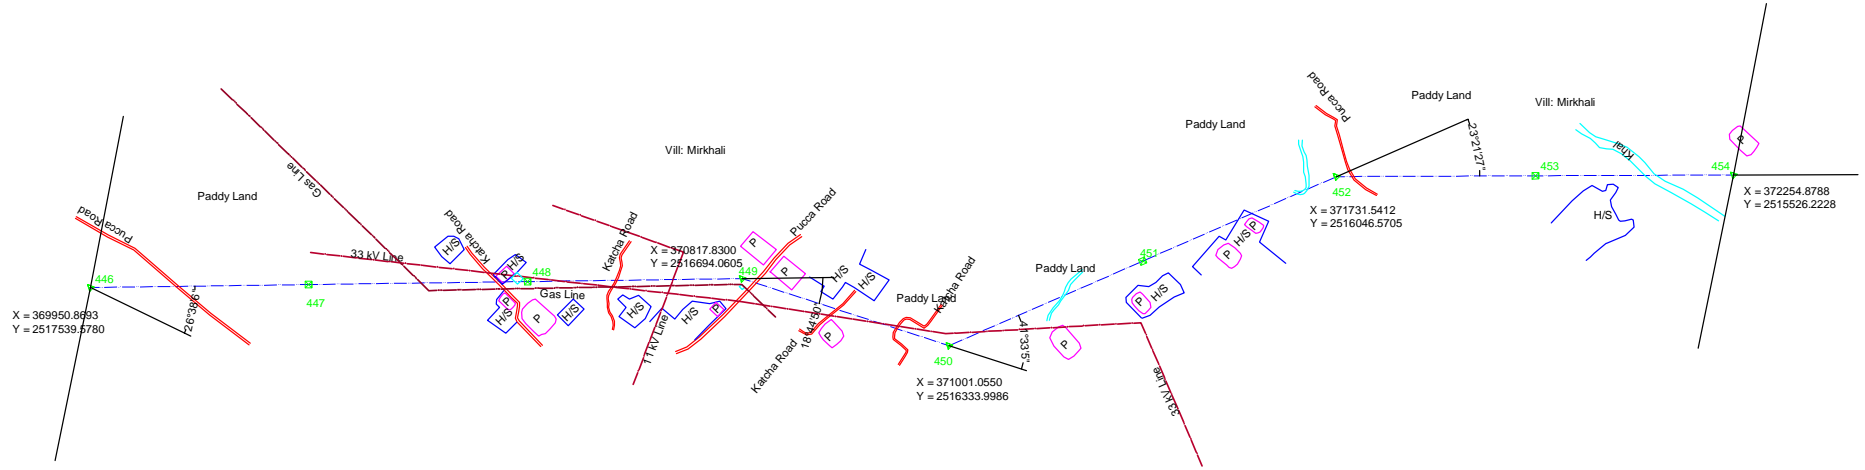 Paddy Land
Pucca Road
446
X = 369950.8693
Y = 2517539.5780
26°38'6"
447
Gas Line
33 kV Line
Katcha Road
H/S
P
H/S
448
Gas Line
P
H/S
P
H/S
Katcha Road
H/S
11 kV Line
Vill: Mirkhali
X = 370817.8300
Y = 2516694.0605
449
H/S
P
P
P
Pucca Road
H/S
H/S
18°44'50"
Katcha Road
P
Paddy Land
Katcha Road
450
X = 371001.0550
Y = 2516333.9986
41°33'5"
Paddy Land
P
451
P
H/S
33 kV Line
P
H/S
P
Paddy Land
Pucca Road
452
X = 371731.5412
Y = 2516046.5705
Paddy Land
23°21'27"
Vill: Mirkhali
453
Khal
H/S
454
P
X = 372254.8788
Y = 2515526.2228